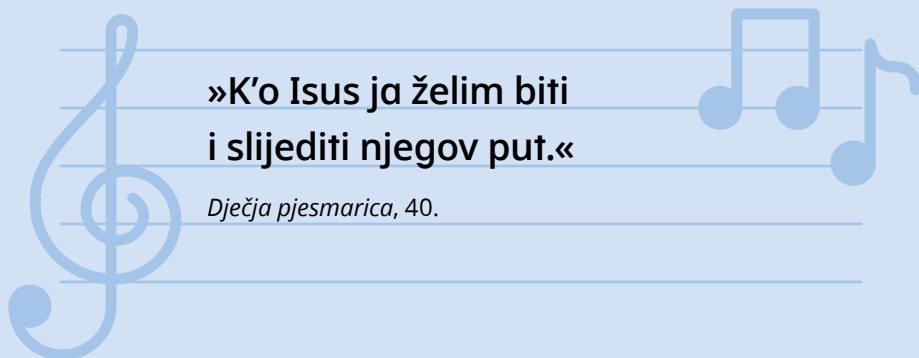 »K’o Isus ja želim biti
i slijediti njegov put.«
Dječja pjesmarica, 40.